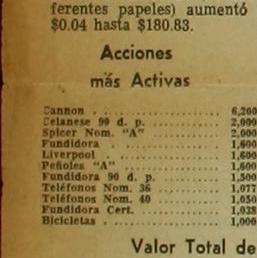 ferentes papeles) aumentó
$0.04 hasta $180.83.
Acciones
más Activas
Cannon . . . . . . . . . . . . . . . . 6,200
Celanese 90 d. p. . . . . . . . . . . 2,000
Spicer Nom. "A" . . . . . . . . . . . 2,000
Fundidora . . . . . . . . . . . . . . 1,600
Liverpool . . . . . . . . . . . . . . 1,600
Peñoles "A" . . . . . . . . . . . . . 1,600
Fundidora 90 d. p. . . . . . . . . . . 1,500
Teléfonos Nom. 36 . . . . . . . . . . 1,077
Teléfonos Nom. 40 . . . . . . . . . . 1,050
Fundidora Cert. . . . . . . . . . . . 1,038
Bicicletas . . . . . . . . . . . . . . 1,000
Valor Total de